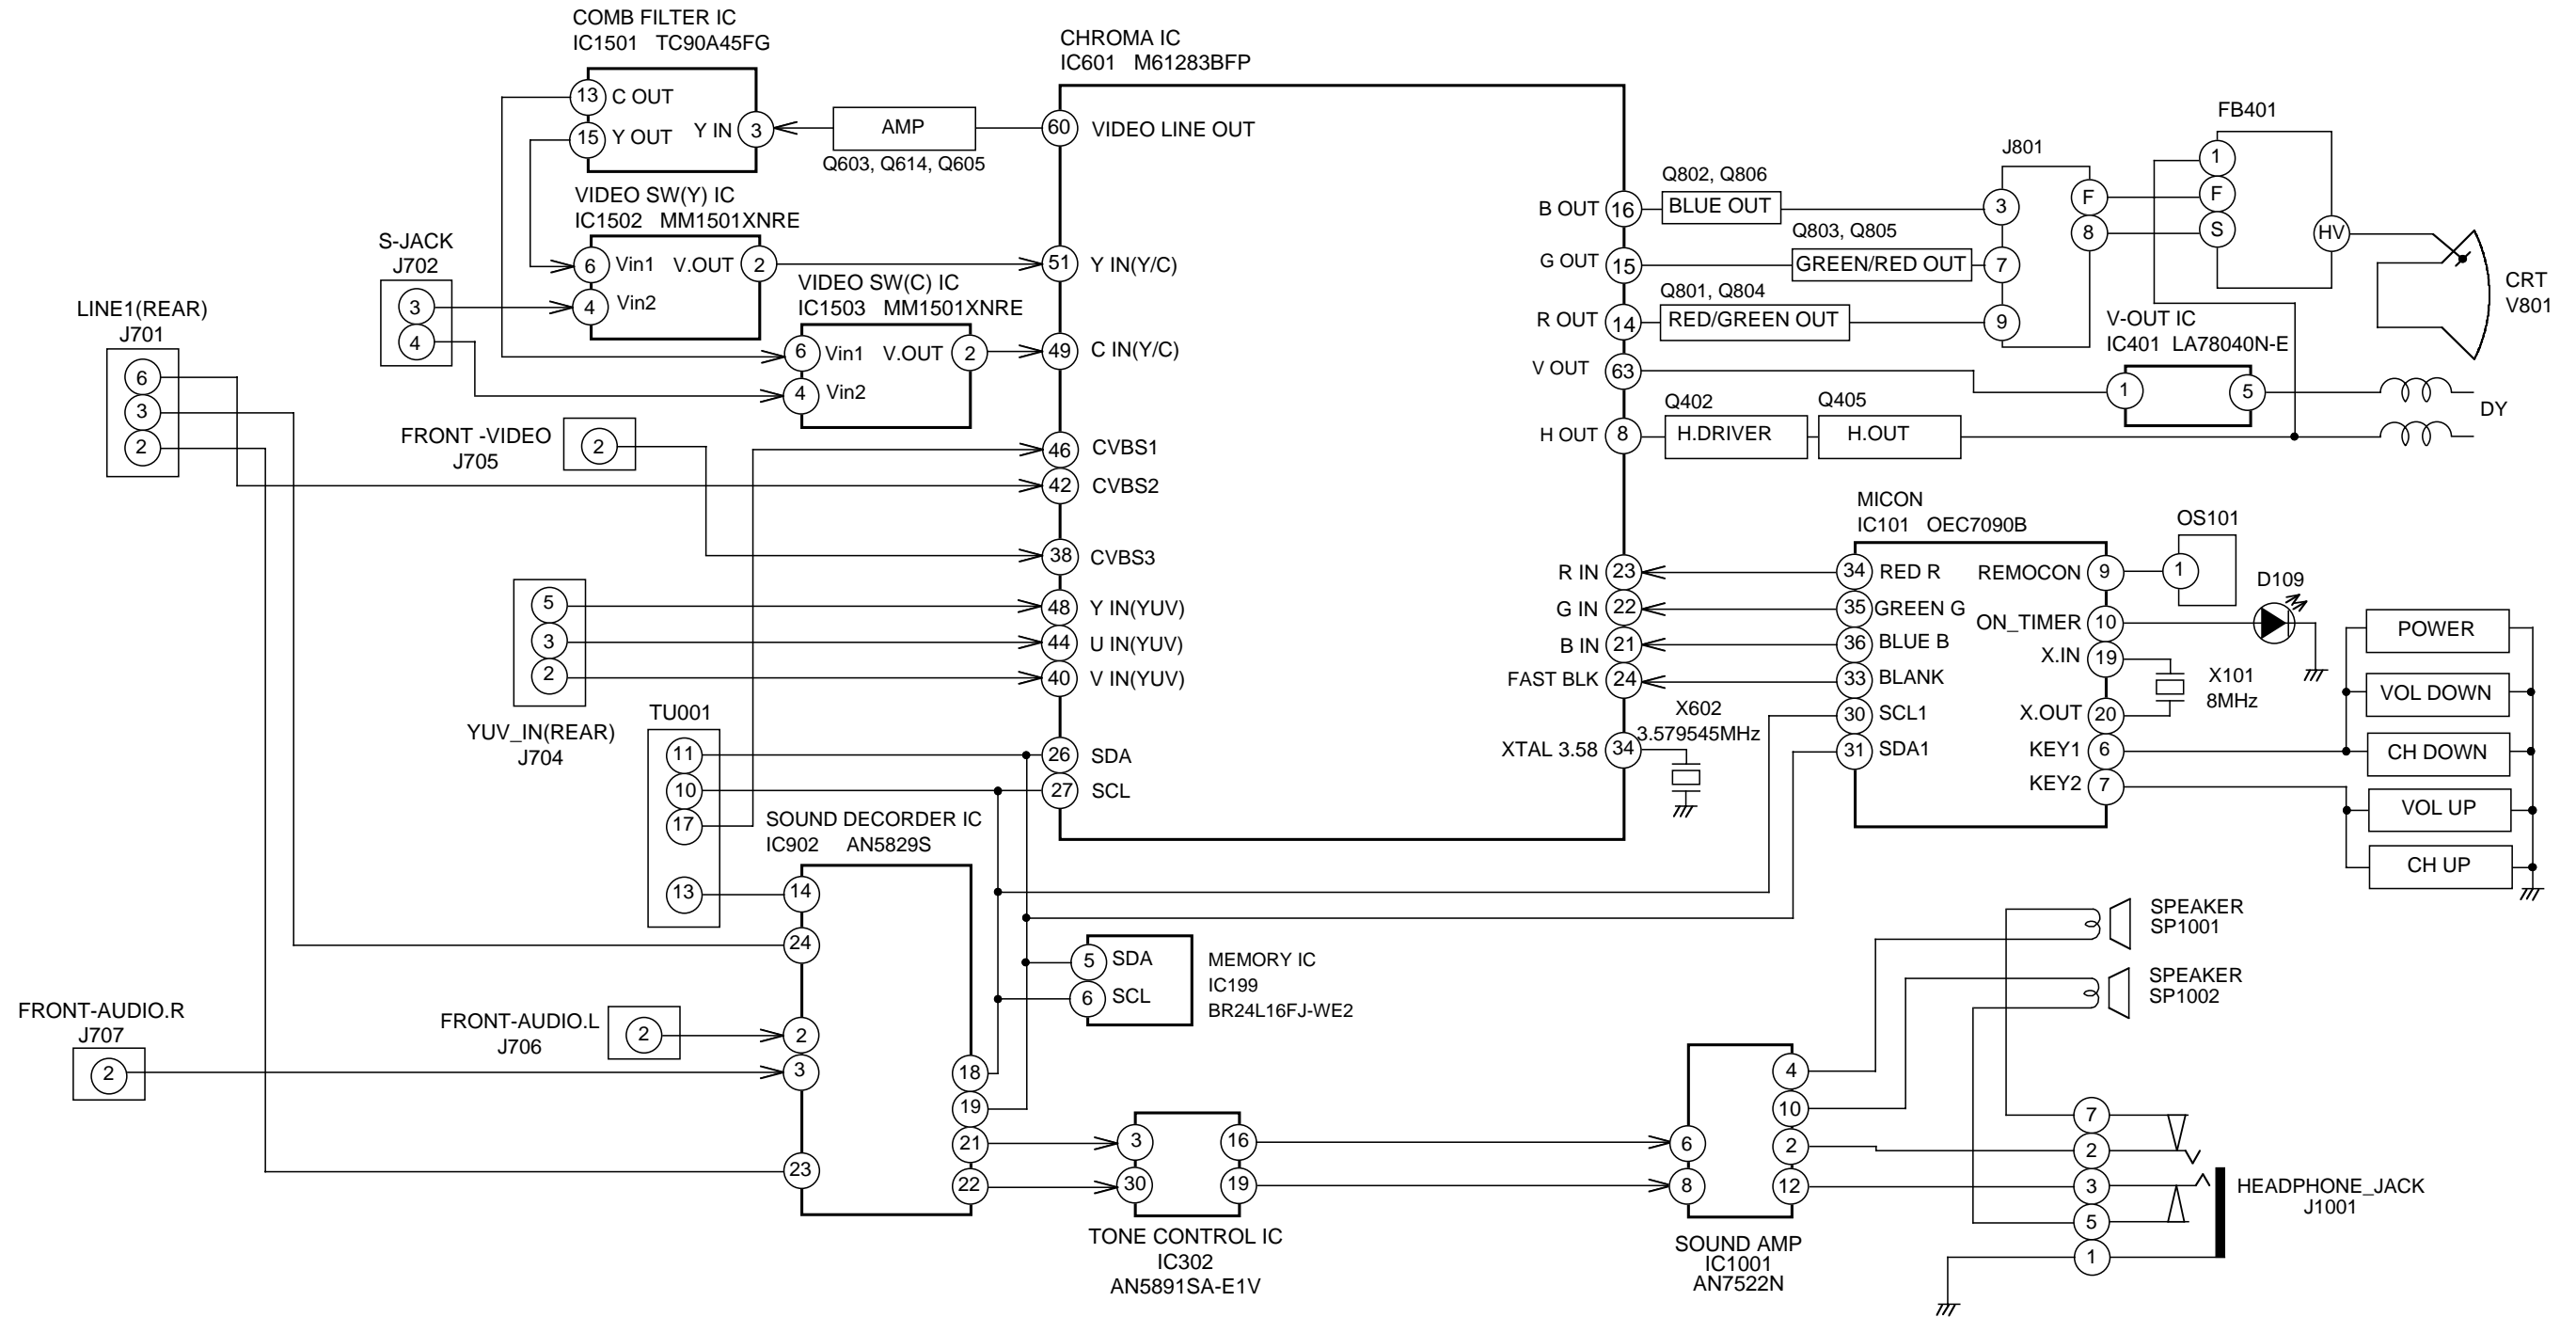 COMB FILTER IC
IC1501 TC90A45FG
13 C OUT
15 Y OUT
Y IN 3
AMP
Q603, Q614, Q605
VIDEO SW(Y) IC
IC1502 MM1501XNRE
6 Vin1
4 Vin2
V.OUT 2
S-JACK
J702
3
4
VIDEO SW(C) IC
IC1503 MM1501XNRE
6 Vin1
4 Vin2
V.OUT 2
LINE1(REAR)
J701
6
3
2
FRONT -VIDEO
J705
2
YUV_IN(REAR)
J704
5
3
2
TU001
11
10
17
13
CHROMA IC
IC601 M61283BFP
60 VIDEO LINE OUT
51 Y IN(Y/C)
49 C IN(Y/C)
46 CVBS1
42 CVBS2
38 CVBS3
48 Y IN(YUV)
44 U IN(YUV)
40 V IN(YUV)
26 SDA
27 SCL
B OUT 16
G OUT 15
R OUT 14
V OUT 63
H OUT 8
R IN 23
G IN 22
B IN 21
FAST BLK 24
XTAL 3.58 34
X602
3.579545MHz
Q802, Q806
BLUE OUT
Q803, Q805
GREEN/RED OUT
Q801, Q804
RED/GREEN OUT
J801
3
7
9
F
8
FB401
1
F
S
HV
CRT
V801
V-OUT IC
IC401 LA78040N-E
1
5
DY
Q402
H.DRIVER
Q405
H.OUT
MICON
IC101 OEC7090B
34 RED R
35 GREEN G
36 BLUE B
33 BLANK
30 SCL1
31 SDA1
REMOCON 9
ON_TIMER 10
X.IN 19
X.OUT 20
KEY1 6
KEY2 7
OS101
1
D109
X101
8MHz
POWER
VOL DOWN
CH DOWN
VOL UP
CH UP
SOUND DECORDER IC
IC902 AN5829S
14
24
2
3
23
18
19
21
22
FRONT-AUDIO.R
J707
2
FRONT-AUDIO.L
J706
2
5 SDA
6 SCL
MEMORY IC
IC199
BR24L16FJ-WE2
3
30
16
19
TONE CONTROL IC
IC302
AN5891SA-E1V
6
8
4
10
2
12
SOUND AMP
IC1001
AN7522N
SPEAKER
SP1001
SPEAKER
SP1002
7
2
3
5
1
HEADPHONE_JACK
J1001